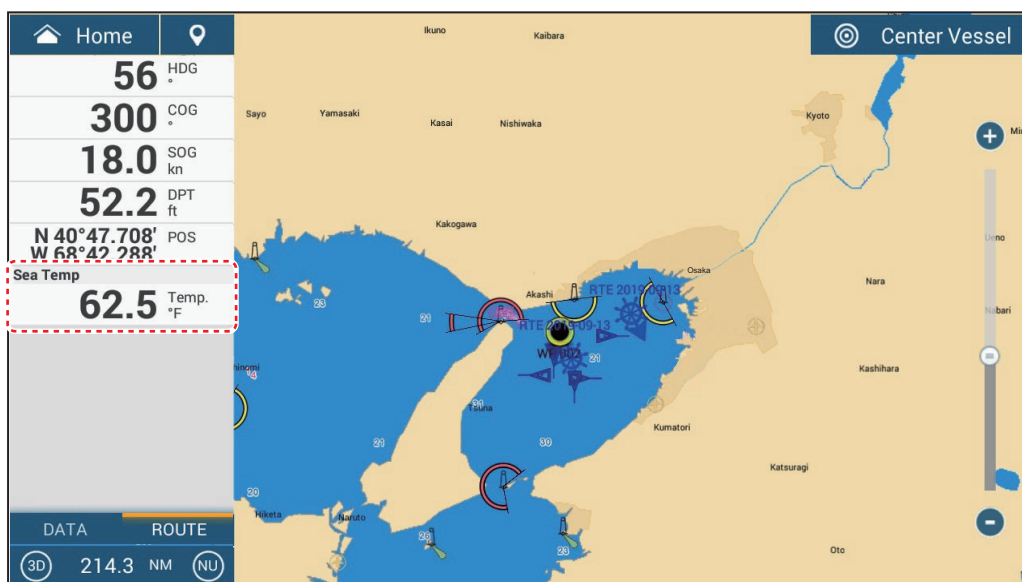 Home
Center Vessel
56 HDG °
300 COG °
18.0 SOG kn
52.2 DPT ft
N 40°47.708' POS
W 68°42.288'
Sea Temp
62.5 Temp. °F
DATA ROUTE
3D 214.3 NM NU
Ikuno
Kaibara
Sayo
Yamasaki
Kasai
Nishiwaka
Kyoto
Kakogawa
Osaka
Akashi
RTE 2019-09-13
RTE 2019-09-13
WP 002
Nara
Kashihara
Tsuna
Kumatori
Katsuragi
Hiketa
Naruto
Oto
23
21
21
31
30
21
20
26
23
+
-